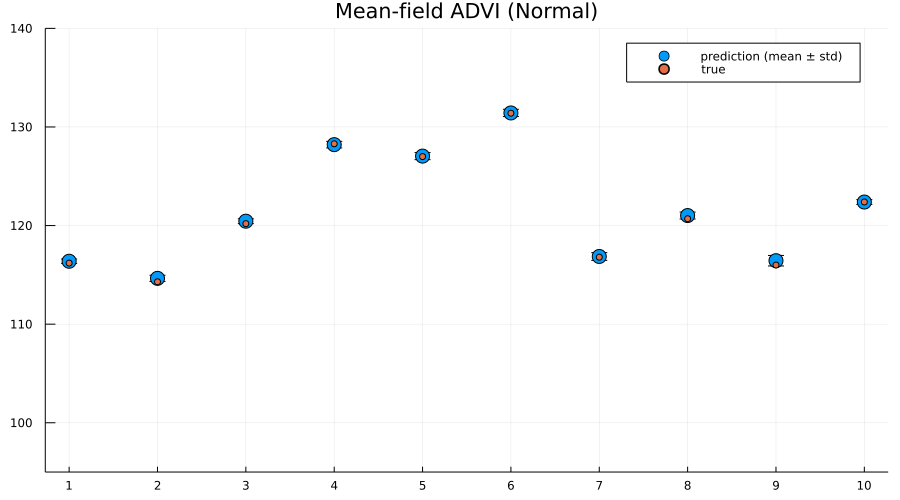 Mean-field ADVI (Normal)
140
prediction (mean ± std)
true
130
120
110
100
1 2 3 4 5 6 7 8 9 10